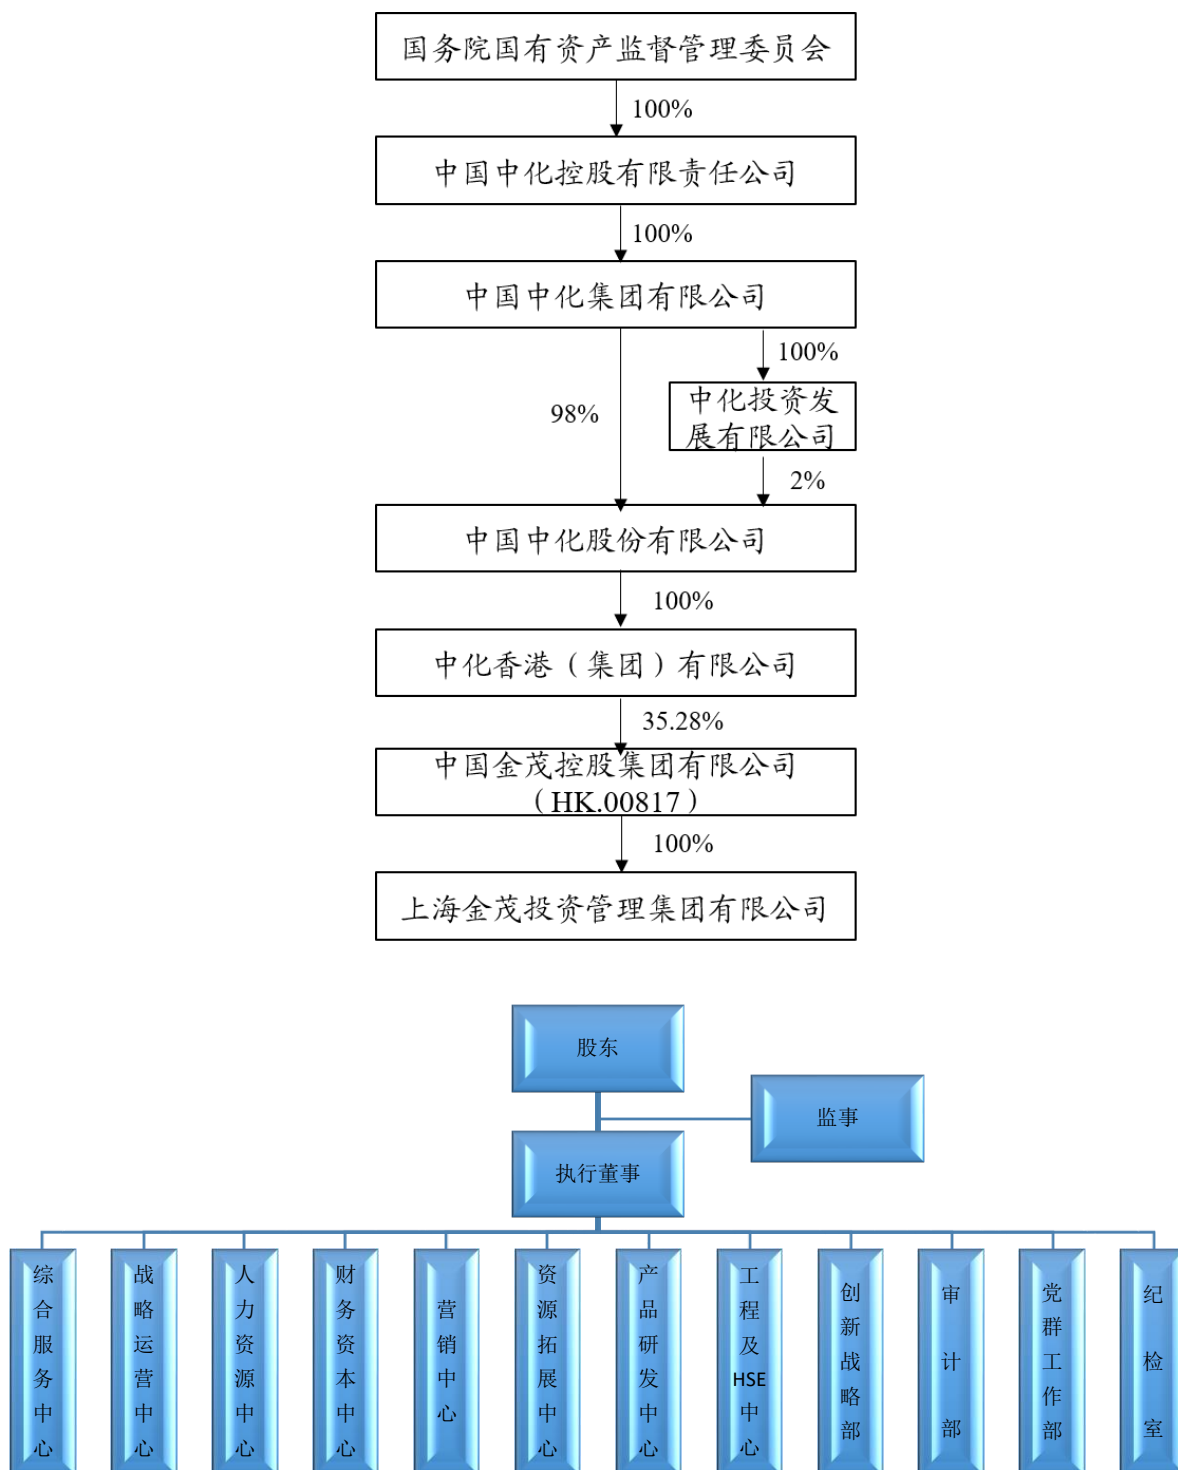 国务院国有资产监督管理委员会
100%
中国中化控股有限责任公司
100%
中国中化集团有限公司
100%
中化投资发
展有限公司
98%
2%
中国中化股份有限公司
100%
中化香港（集团）有限公司
35.28%
中国金茂控股集团有限公司
（HK.00817）
100%
上海金茂投资管理集团有限公司
股东
监事
执行董事
综合服务中心
战略运营中心
人力资源中心
财务资本中心
营销中心
资源拓展中心
产品研发中心
工程及HSE中心
创新战略部
审计部
党群工作部
纪检室